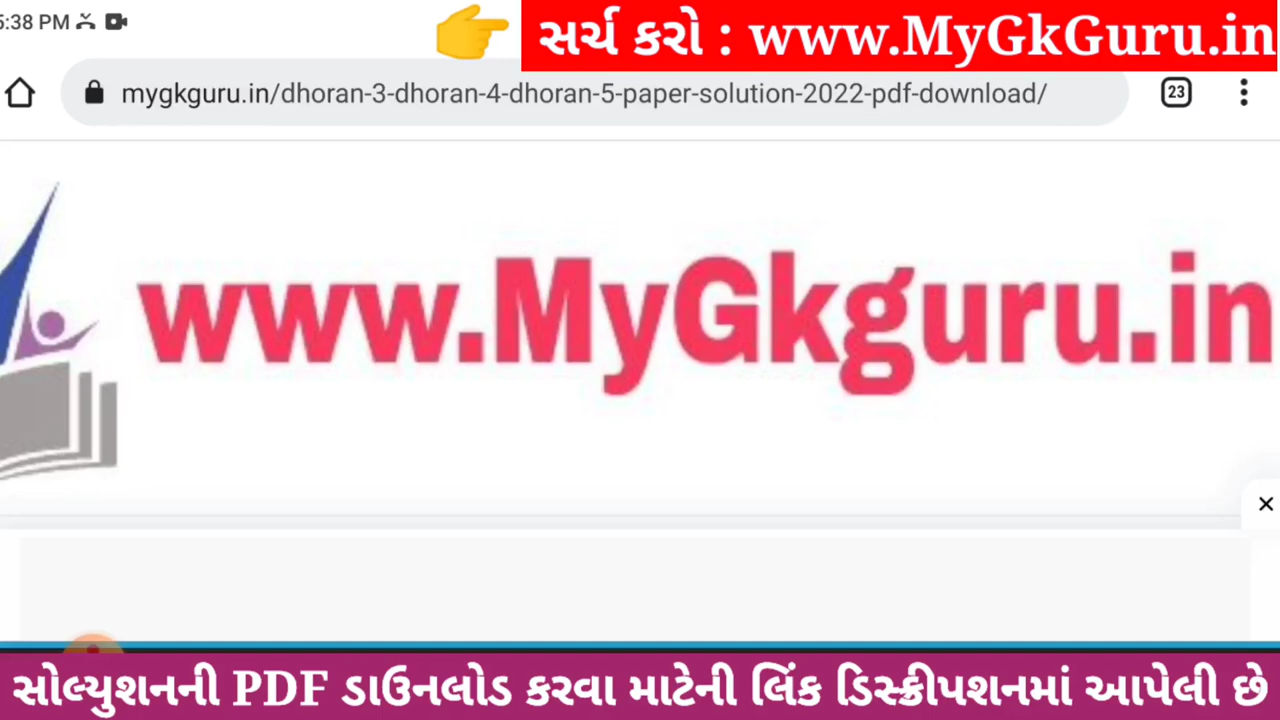 5:38 PM
સર્ચ કરો : www.MyGkGuru.in
mygkguru.in/dhoran-3-dhoran-4-dhoran-5-paper-solution-2022-pdf-download/
23
www.MyGkguru.in
સોલ્યુશનની PDF ડાઉનલોડ કરવા માટેની લિંક ડિસ્ક્રીપશનમાં આપેલી છે